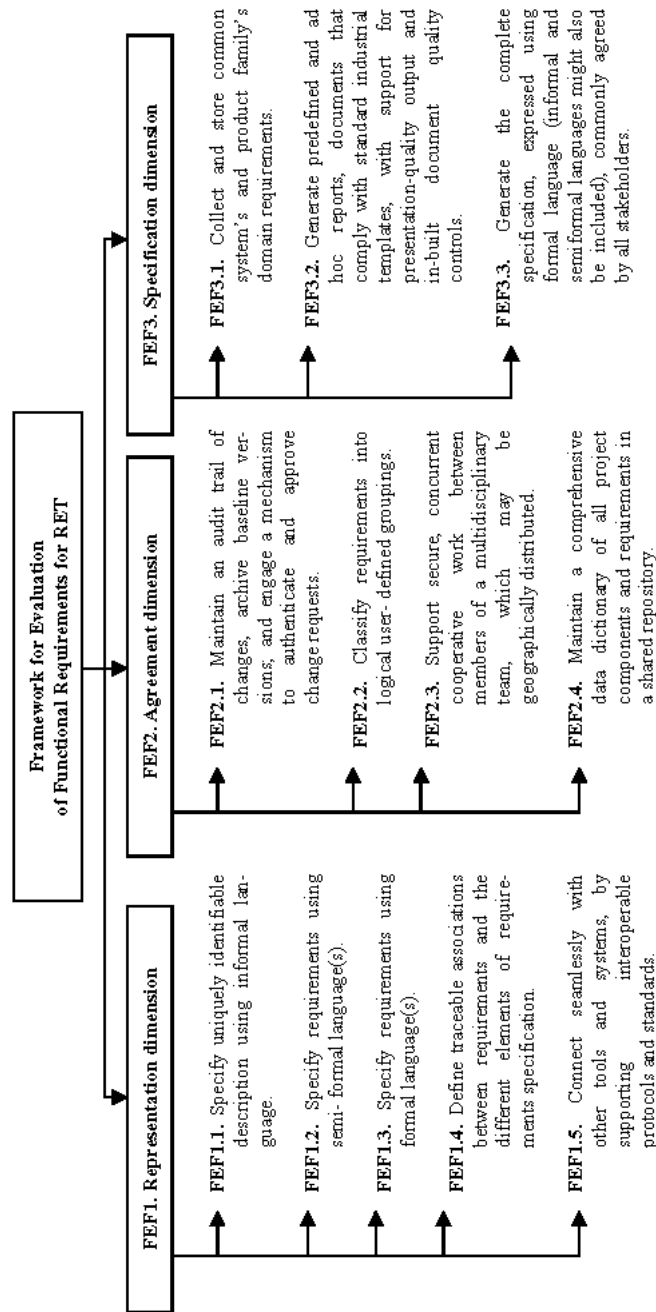 Framework for Evaluation
of Functional Requirements for RET
FEF1. Representation dimension
FEF1.1. Specify uniquely identifiable
description using informal lan-
guage.
FEF1.2. Specify requirements using
semi- formal language(s).
FEF1.3. Specify requirements using
formal language(s).
FEF1.4. Define traceable associations
between requirements and the
different elements of require-
ments specification.
FEF1.5. Connect seamlessly with
other tools and systems, by
supporting interoperable
protocols and standards.
FEF2. Agreement dimension
FEF2.1. Maintain an audit trail of
changes, archive baseline ver-
sions; and engage a mechanism
to authenticate and approve
change requests.
FEF2.2. Classify requirements into
logical user- defined groupings.
FEF2.3. Support secure, concurrent
cooperative work between
members of a multidisciplinary
team, which may be
geographically distributed.
FEF2.4. Maintain a comprehensive
data dictionary of all project
components and requirements in
a shared repository.
FEF3. Specification dimension
FEF3.1. Collect and store common
system's and product family's
domain requirements.
FEF3.2. Generate predefined and ad
hoc reports, documents that
comply with standard industrial
templates, with support for
presentation-quality output and
in-built document quality
controls.
FEF3.3. Generate the complete
specification, expressed using
formal language (informal and
semiformal languages might also
be included), commonly agreed
by all stakeholders.